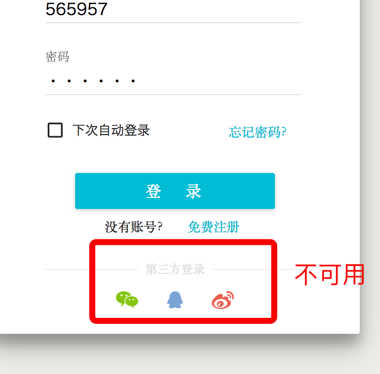 565957
密码
······
下次自动登录
忘记密码?
登 录
没有账号?
免费注册
第三方登录
不可用